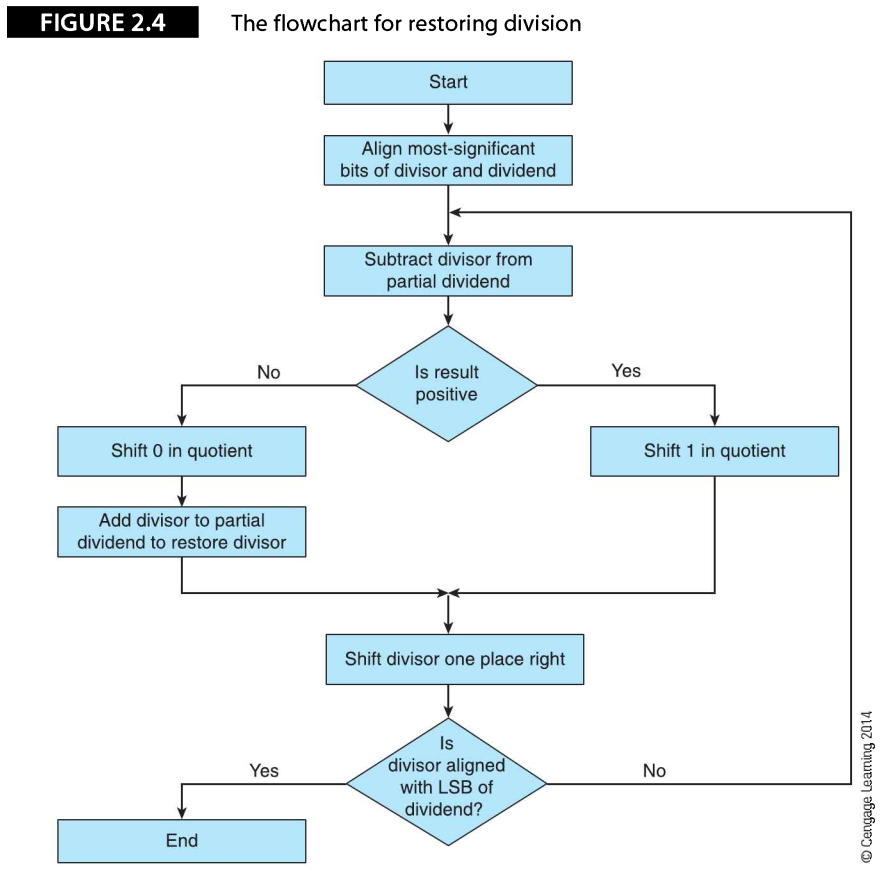 FIGURE 2.4 The flowchart for restoring division
Start
Align most-significant
bits of divisor and dividend
Subtract divisor from
partial dividend
Is result
positive
No
Yes
Shift 0 in quotient
Shift 1 in quotient
Add divisor to partial
dividend to restore divisor
Shift divisor one place right
Is
divisor aligned
with LSB of
dividend?
Yes
No
End
© Cengage Learning 2014